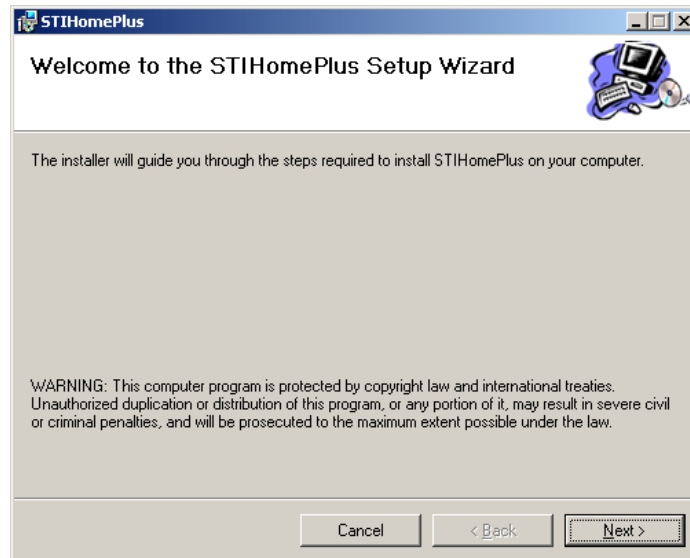 STIHomePlus
Welcome to the STIHomePlus Setup Wizard
The installer will guide you through the steps required to install STIHomePlus on your computer.
WARNING: This computer program is protected by copyright law and international treaties.
Unauthorized duplication or distribution of this program, or any portion of it, may result in severe civil
or criminal penalties, and will be prosecuted to the maximum extent possible under the law.
Cancel < Back Next >